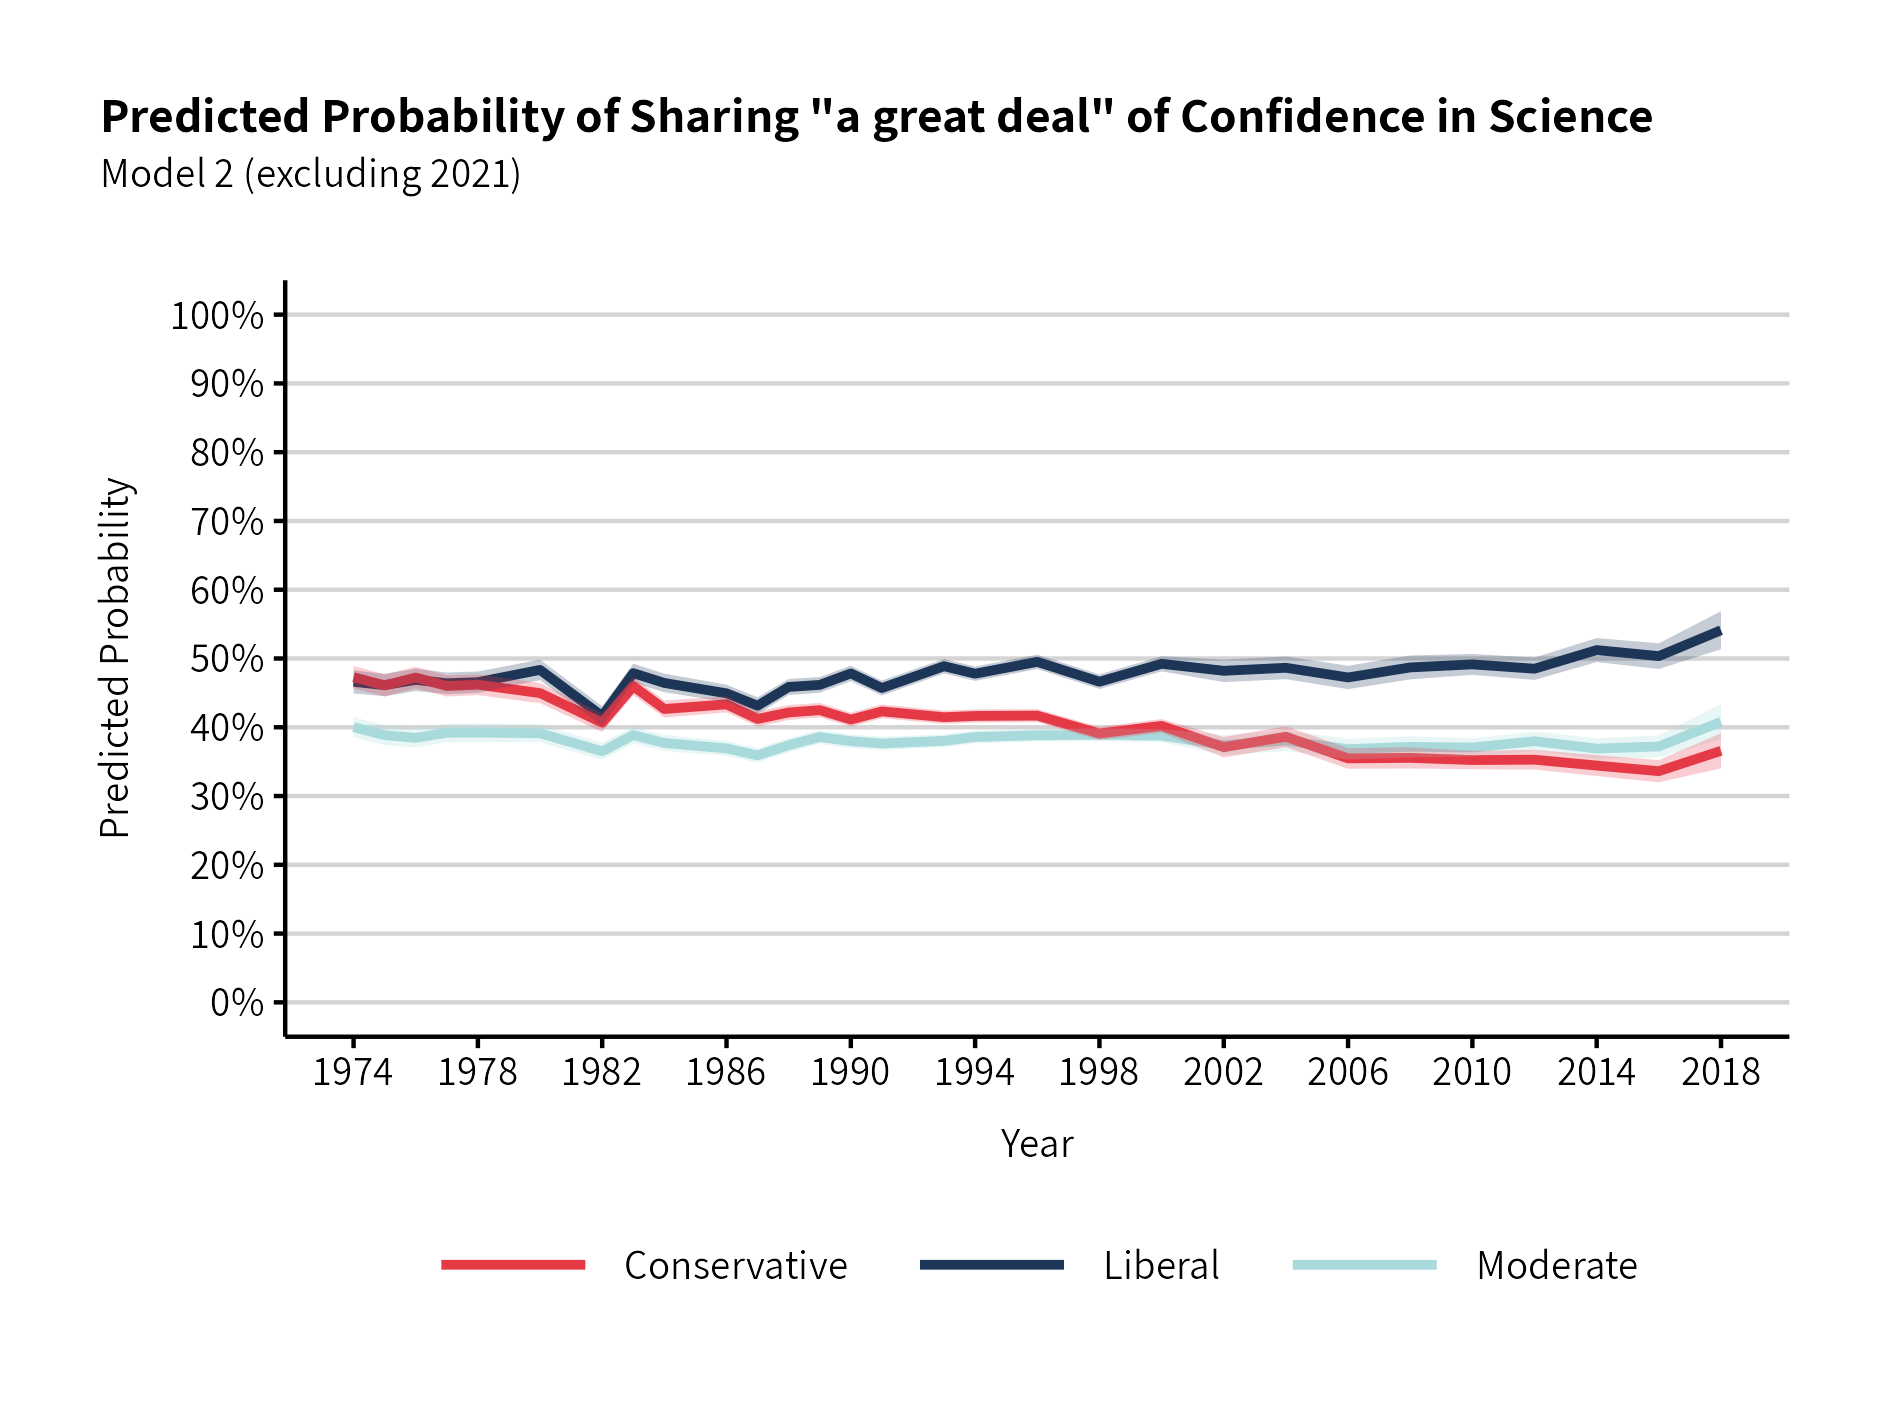 Predicted Probability of Sharing "a great deal" of Confidence in Science
Model 2 (excluding 2021)
Predicted Probability
100%
90%
80%
70%
60%
50%
40%
30%
20%
10%
0%
1974 1978 1982 1986 1990 1994 1998 2002 2006 2010 2014 2018
Year
Conservative Liberal Moderate